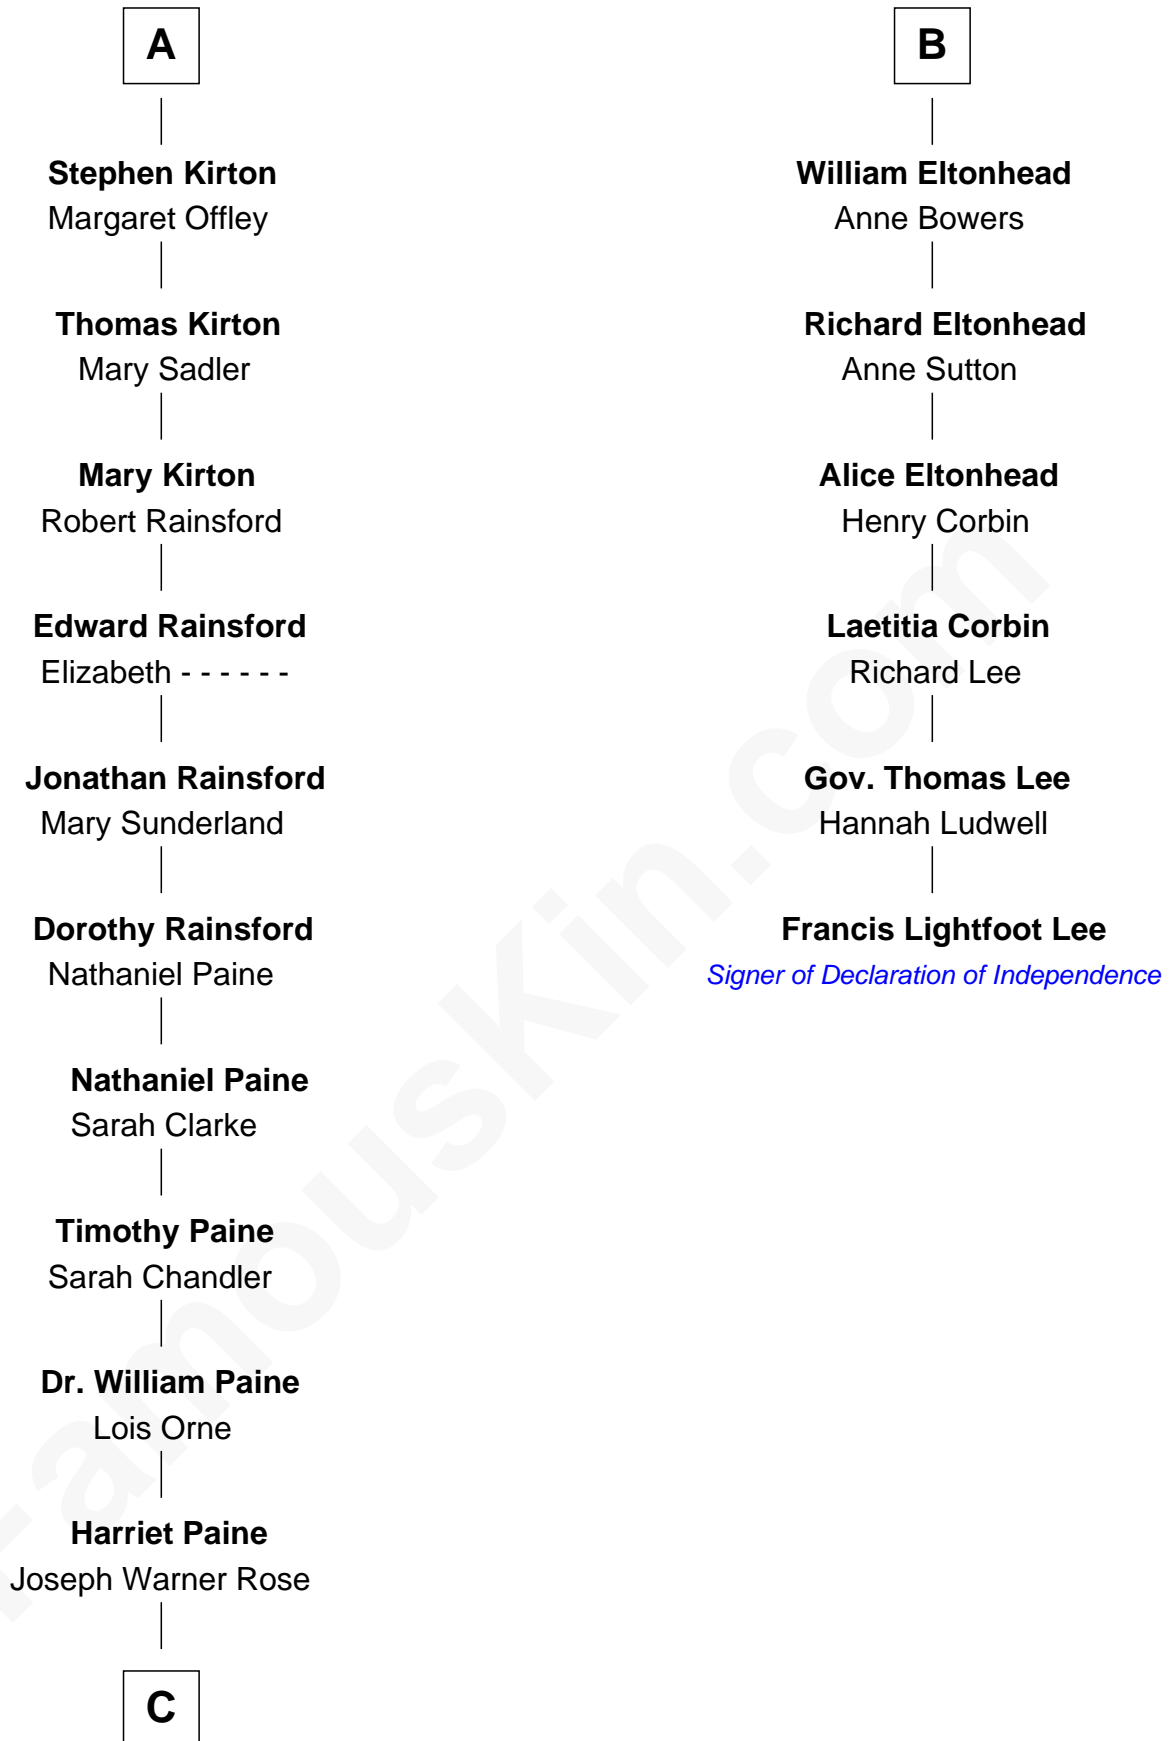 A
Stephen Kirton
Margaret Offley
Thomas Kirton
Mary Sadler
Mary Kirton
Robert Rainsford
Edward Rainsford
Elizabeth - - - - - -
Jonathan Rainsford
Mary Sunderland
Dorothy Rainsford
Nathaniel Paine
Nathaniel Paine
Sarah Clarke
Timothy Paine
Sarah Chandler
Dr. William Paine
Lois Orne
Harriet Paine
Joseph Warner Rose
C
B
William Eltonhead
Anne Bowers
Richard Eltonhead
Anne Sutton
Alice Eltonhead
Henry Corbin
Laetitia Corbin
Richard Lee
Gov. Thomas Lee
Hannah Ludwell
Francis Lightfoot Lee
Signer of Declaration of Independence
FamousKin.com